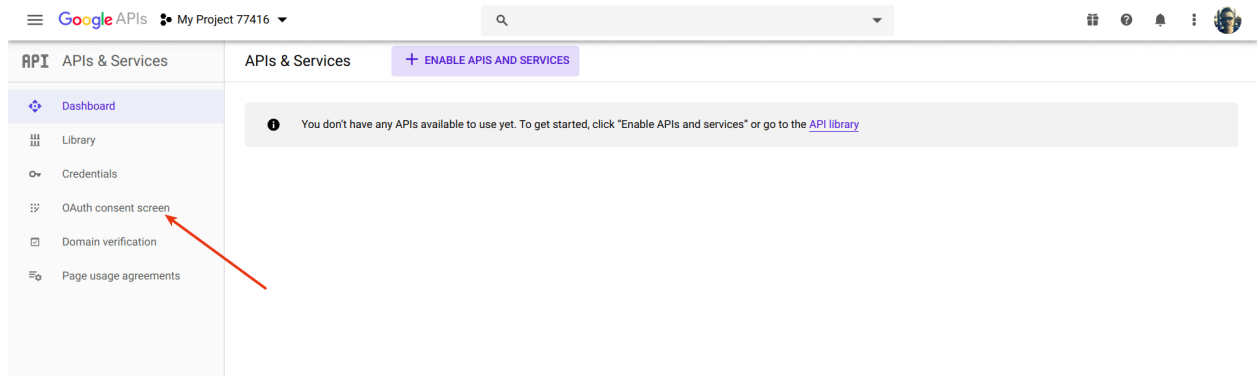 Google APIs My Project 77416
API APIs & Services
APIs & Services
+ ENABLE APIS AND SERVICES
Dashboard
You don't have any APIs available to use yet. To get started, click “Enable APIs and services” or go to the API library
Library
Credentials
OAuth consent screen
Domain verification
Page usage agreements